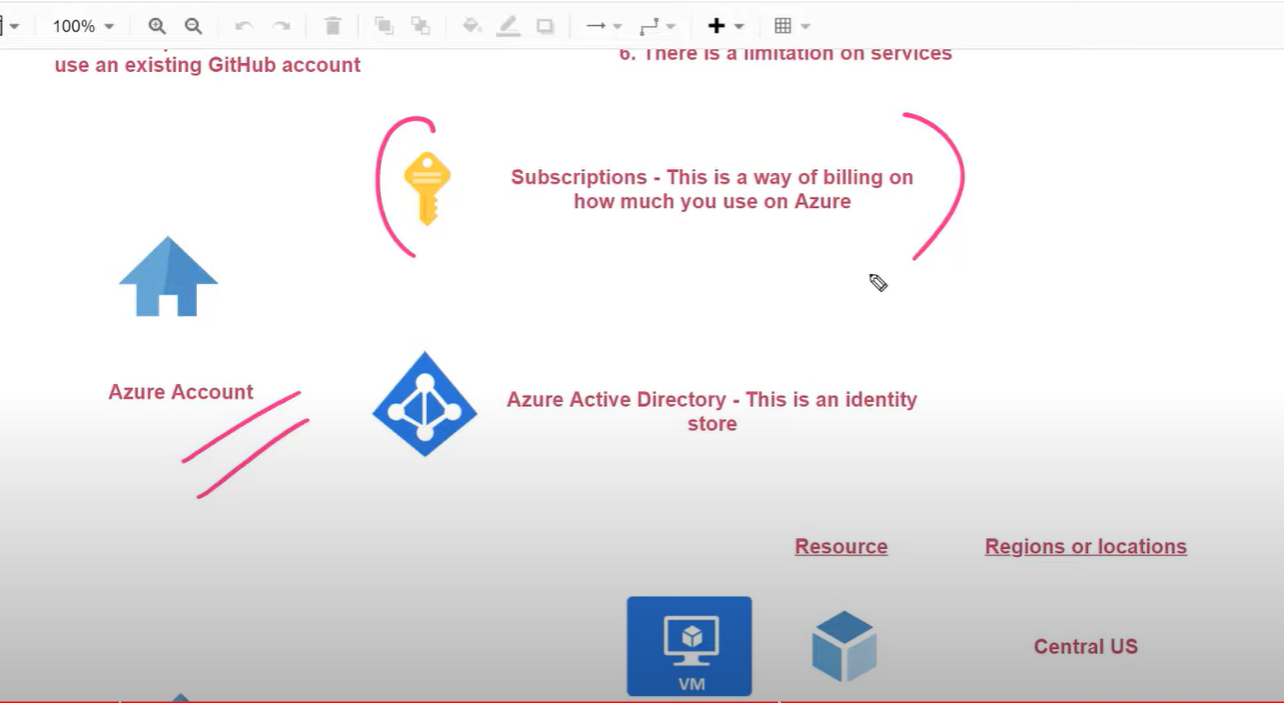 100%
use an existing GitHub account
6. There is a limitation on services
Subscriptions - This is a way of billing on
how much you use on Azure
Azure Account
Azure Active Directory - This is an identity
store
Resource
Regions or locations
VM
Central US